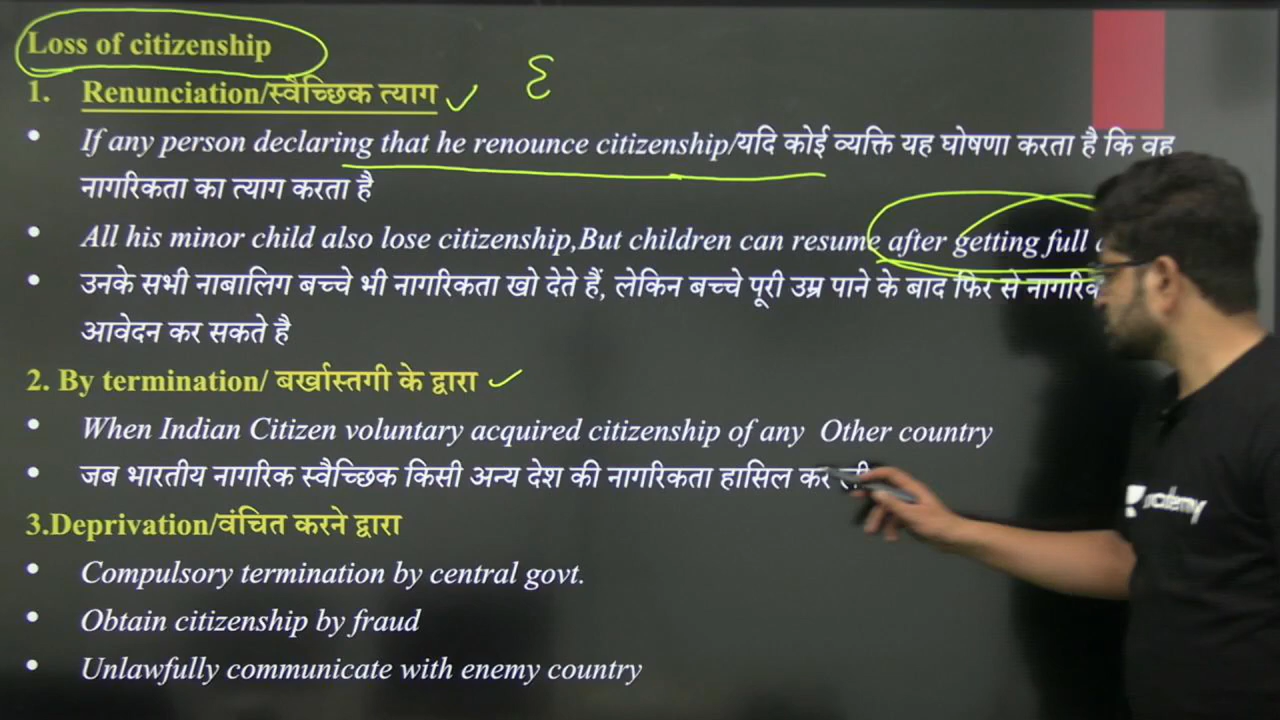 Loss of citizenship
1. Renunciation/स्वैच्छिक त्याग
• If any person declaring that he renounce citizenship/यदि कोई व्यक्ति यह घोषणा करता है कि वह
नागरिकता का त्याग करता है
• All his minor child also lose citizenship,But children can resume after getting full
• उनके सभी नाबालिग बच्चे भी नागरिकता खो देते हैं, लेकिन बच्चे पूरी उम्र पाने के बाद फिर से
आवेदन कर सकते है
2. By termination/ बर्खास्तगी के द्वारा
• When Indian Citizen voluntary acquired citizenship of any Other country
• जब भारतीय नागरिक स्वैच्छिक किसी अन्य देश की नागरिकता हासिल कर
3.Deprivation/वंचित करने द्वारा
• Compulsory termination by central govt.
• Obtain citizenship by fraud
• Unlawfully communicate with enemy country